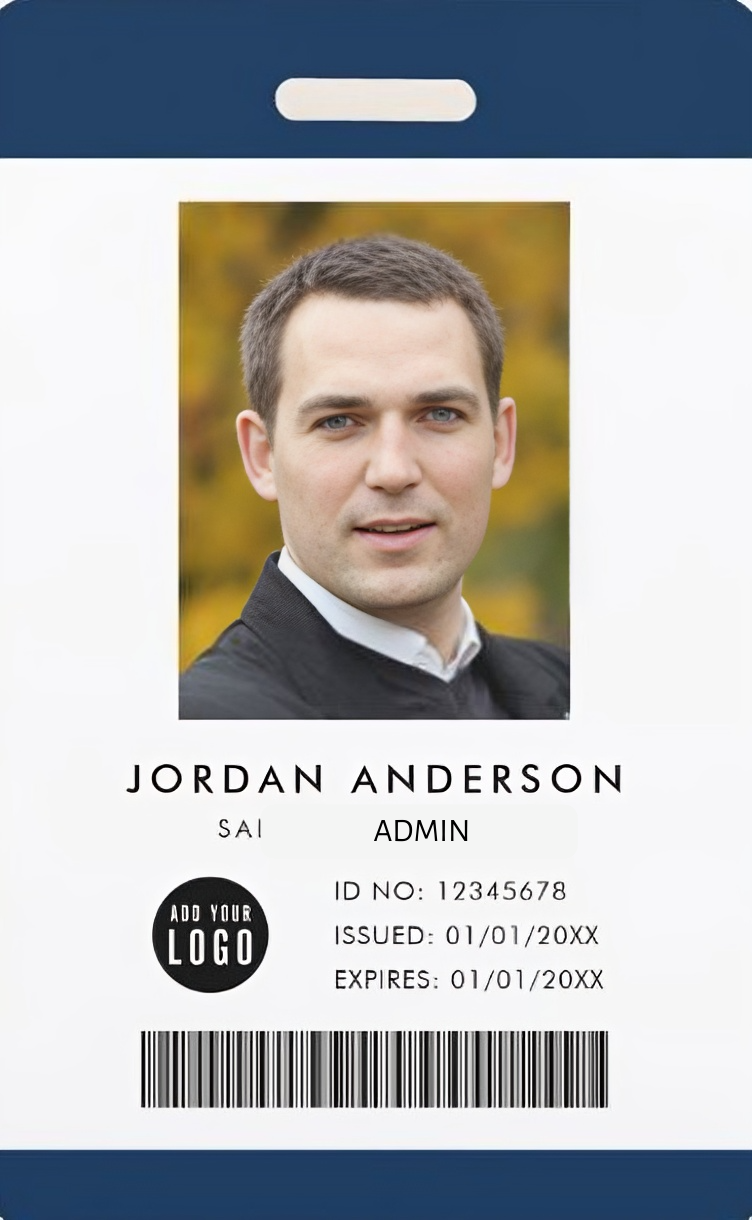 JORDAN ANDERSON
SAI ADMIN
ADD YOUR
LOGO
ID NO: 12345678
ISSUED: 01/01/20XX
EXPIRES: 01/01/20XX